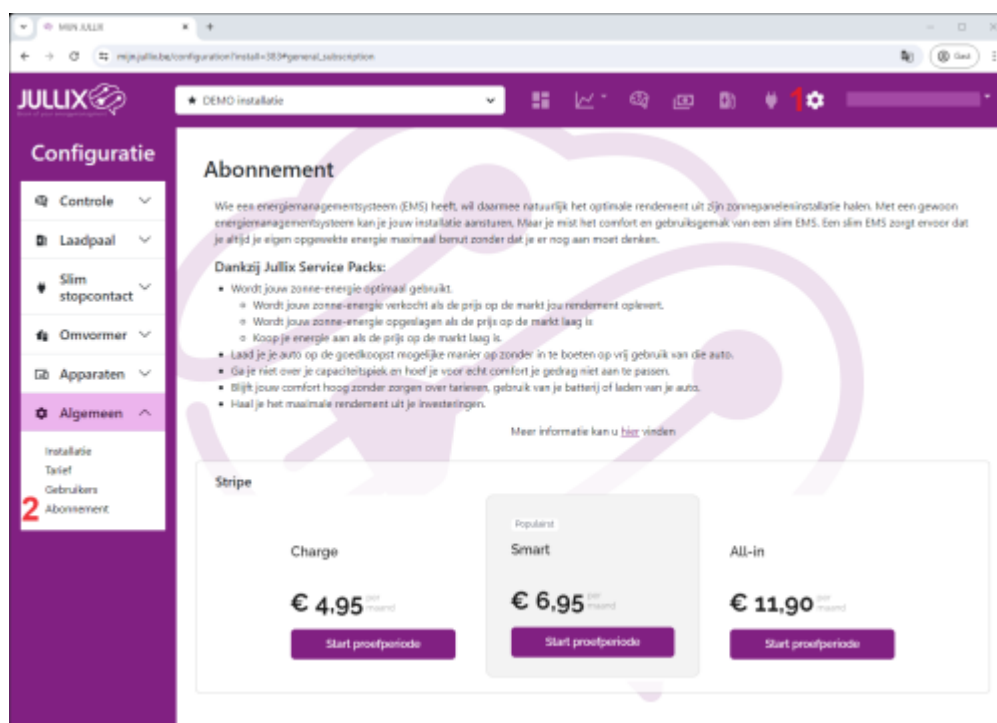 MIJN JULLIX
mijn.jullix.be/configuration?install=383#general_subscription
Gast
JULLIX
DEMO installatie
1
Configuratie
Controle
Laadpaal
Slim
stopcontact
Omvormer
Apparaten
Algemeen
Installatie
Tarief
Gebruikers
2 Abonnement
Abonnement
Wie een energiemanagementsysteem (EMS) heeft, wil daarmee natuurlijk het optimale rendement uit zijn zonnepaneleninstallatie halen. Met een gewoon
energiemanagementsysteem kan je jouw installatie aansturen. Maar je mist het comfort en gebruiksgemak van een slim EMS. Een slim EMS zorgt ervoor dat
je altijd je eigen opgewekte energie maximaal benut zonder dat je er nog aan moet denken.
Dankzij Jullix Service Packs:
Wordt jouw zonne-energie optimaal gebruikt.
Wordt jouw zonne-energie verkocht als de prijs op de markt jou rendement oplevert.
Wordt jouw zonne-energie opgeslagen als de prijs op de markt laag is
Koop je energie aan als de prijs op de markt laag is.
Laad je je auto op de goedkoopst mogelijke manier op zonder in te boeten op vrij gebruik van die auto.
Ga je niet over je capaciteitspiek en hoef je voor echt comfort je gedrag niet aan te passen.
Blijft jouw comfort hoog zonder zorgen over tarieven, gebruik van je batterij of laden van je auto.
Haal je het maximale rendement uit je investeringen.
Meer informatie kan u hier vinden
Stripe
Charge
€ 4,95 per maand
Start proefperiode
Populairst
Smart
€ 6,95 per maand
Start proefperiode
All-in
€ 11,90 per maand
Start proefperiode